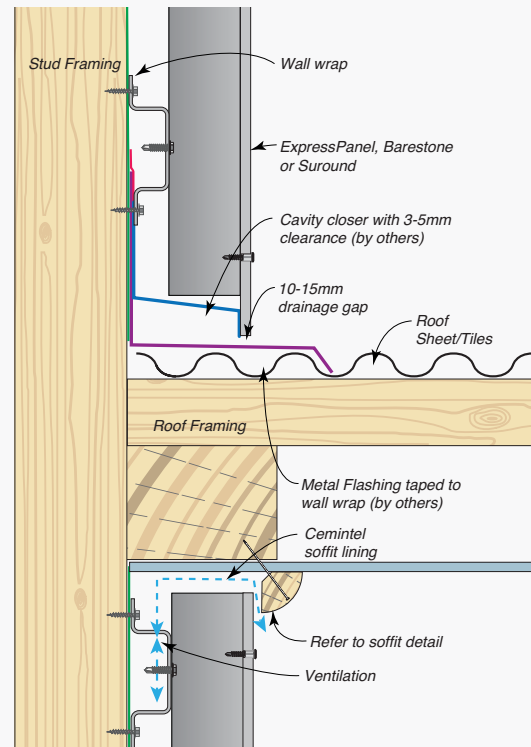 Stud Framing
Wall wrap
ExpressPanel, Barestone
or Suround
Cavity closer with 3-5mm
clearance (by others)
10-15mm
drainage gap
Roof
Sheet/Tiles
Roof Framing
Metal Flashing taped to
wall wrap (by others)
Cemintel
soffit lining
Refer to soffit detail
Ventilation